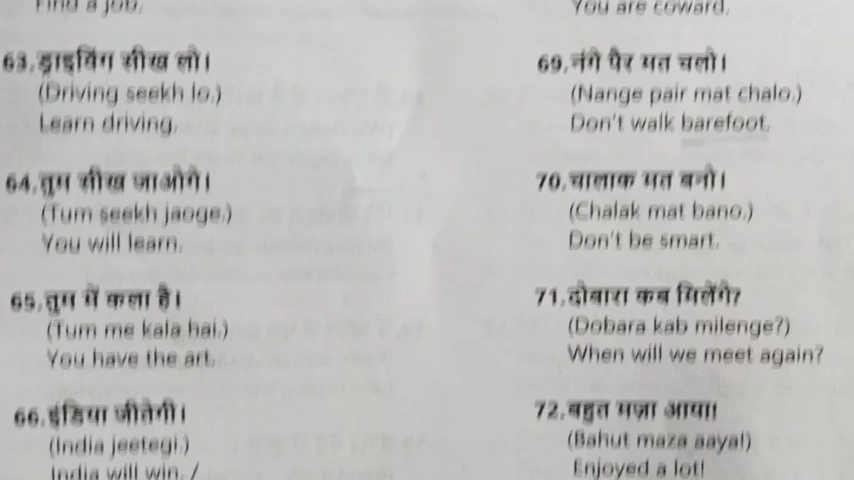 Find a job.
63. ड्राइविंग सीख लो।
(Driving seekh lo.)
Learn driving.
64. तुम सीख जाओगे।
(Tum seekh jaoge.)
You will learn.
65. तुम में कला है।
(Tum me kala hai.)
You have the art.
66. इंडिया जीतेगी।
(India jeetegi.)
India will win. /
You are coward.
69. नंगे पैर मत चलो।
(Nange pair mat chalo.)
Don't walk barefoot.
70. चालाक मत बनो।
(Chalak mat bano.)
Don't be smart.
71. दोबारा कब मिलेंगे?
(Dobara kab milenge?)
When will we meet again?
72. बहुत मज़ा आया!
(Bahut maza aaya!)
Enjoyed a lot!